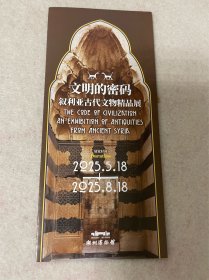 文明的密码
叙利亚古代文物精品展
THE CODE OF CIVILIZATION
AN EXHIBITION OF ANTIQUITIES
FROM ANCIENT SYRIA
2025.5.18
2025.8.18